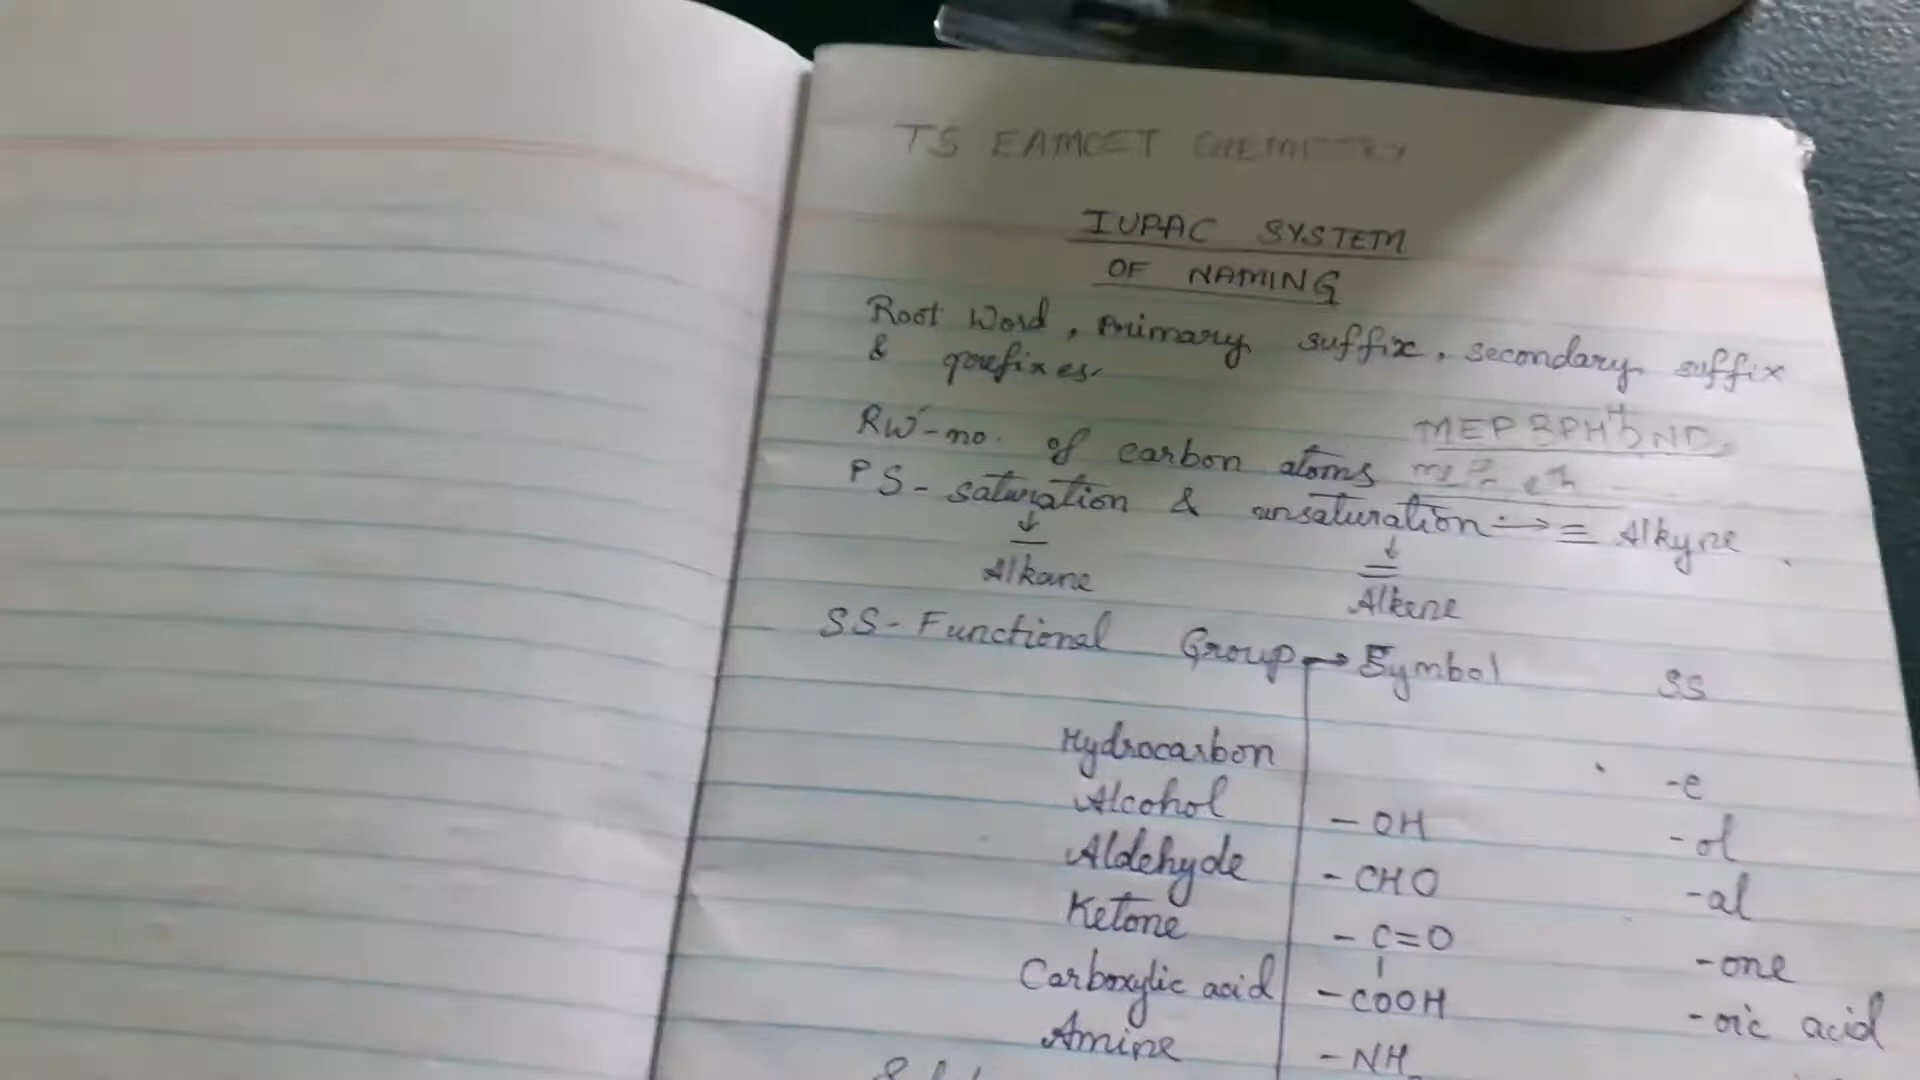 TS EAMCET CHEMISTRY
IUPAC SYSTEM
OF NAMING
Root Word, Primary suffix, secondary suffix
& prefixes.
RW-no. of carbon atoms
PS-saturation & unsaturation → ≡ Alkyne
↓ ↓
— =
Alkane Alkene
SS-Functional Group → Symbol SS
Hydrocarbon -e
Alcohol -OH -ol
Aldehyde -CHO -al
Ketone -C=O -one
Carboxylic acid -COOH -oic acid
Amine -NH